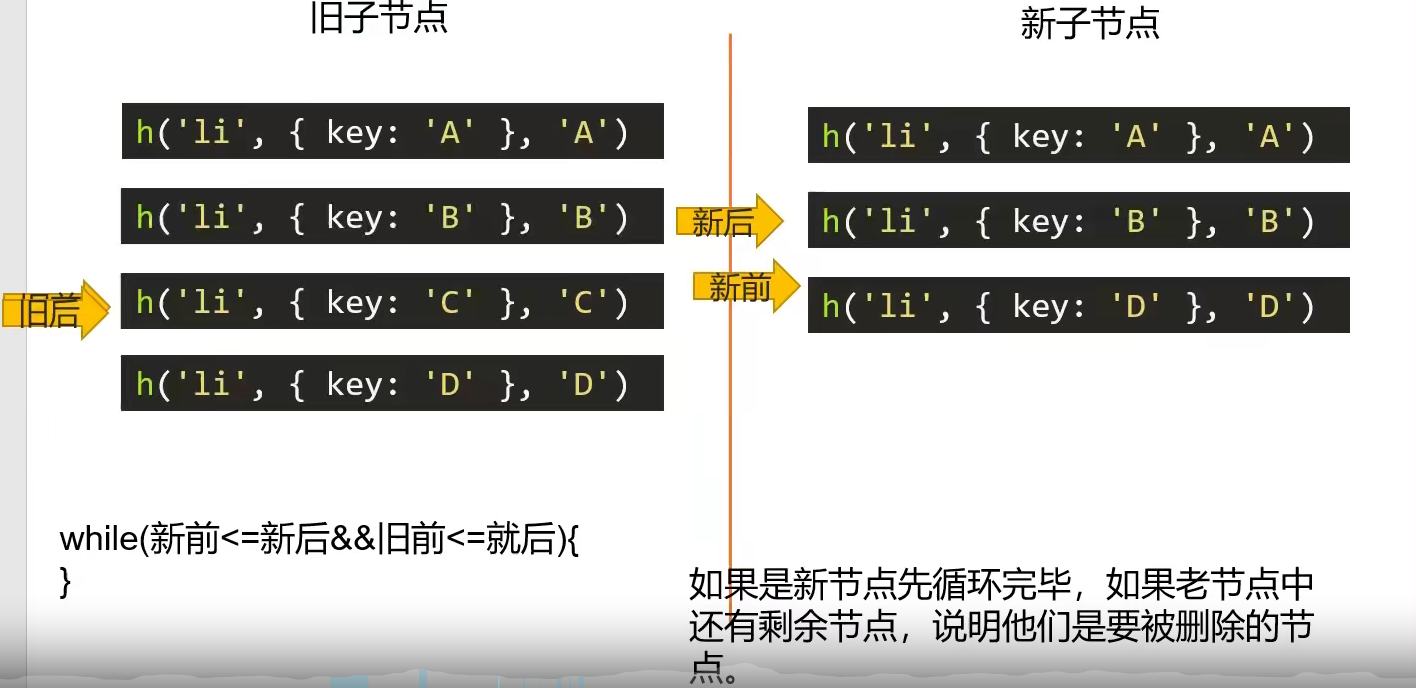 旧子节点
新子节点
h('li', { key: 'A' }, 'A')
h('li', { key: 'B' }, 'B')
h('li', { key: 'C' }, 'C')
h('li', { key: 'D' }, 'D')
旧后
新后
新前
h('li', { key: 'A' }, 'A')
h('li', { key: 'B' }, 'B')
h('li', { key: 'D' }, 'D')
while(新前<=新后&&旧前<=就后){
}
如果是新节点先循环完毕，如果老节点中
还有剩余节点，说明他们是要被删除的节
点。